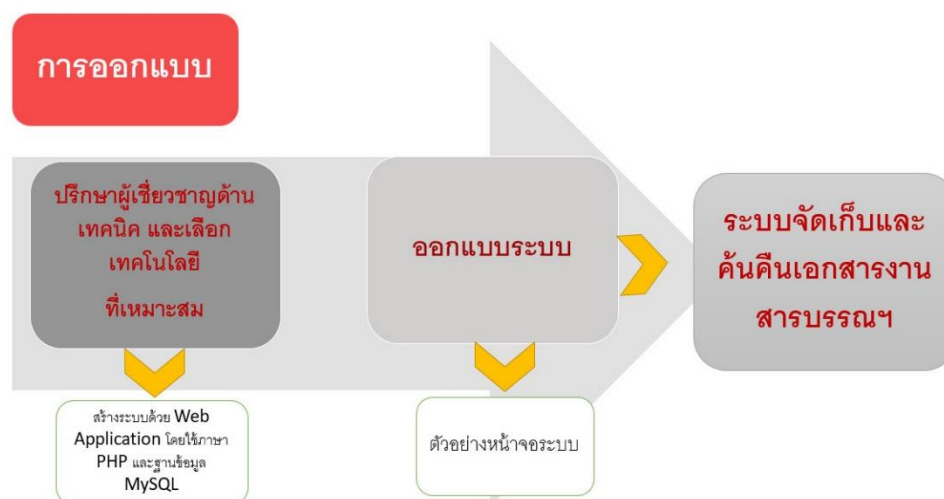 การออกแบบ
ปรึกษาผู้เชี่ยวชาญด้าน
เทคนิค และเลือก
เทคโนโลยี
ที่เหมาะสม
สร้างระบบด้วย Web
Application โดยใช้ภาษา
PHP และฐานข้อมูล
MySQL
ออกแบบระบบ
ตัวอย่างหน้าจอระบบ
ระบบจัดเก็บและ
ค้นคืนเอกสารงาน
สารบรรณฯ